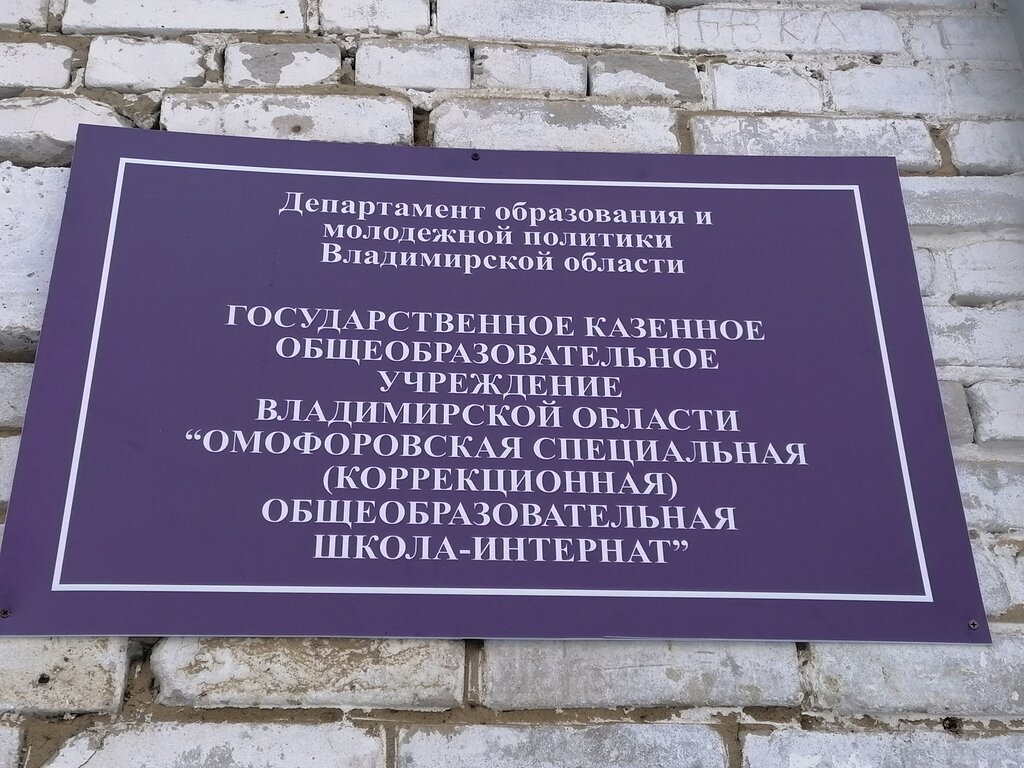 Департамент образования и
молодежной политики
Владимирской области
ГОСУДАРСТВЕННОЕ КАЗЕННОЕ
ОБЩЕОБРАЗОВАТЕЛЬНОЕ
УЧРЕЖДЕНИЕ
ВЛАДИМИРСКОЙ ОБЛАСТИ
“ОМОФОРОВСКАЯ СПЕЦИАЛЬНАЯ
(КОРРЕКЦИОННАЯ)
ОБЩЕОБРАЗОВАТЕЛЬНАЯ
ШКОЛА-ИНТЕРНАТ”